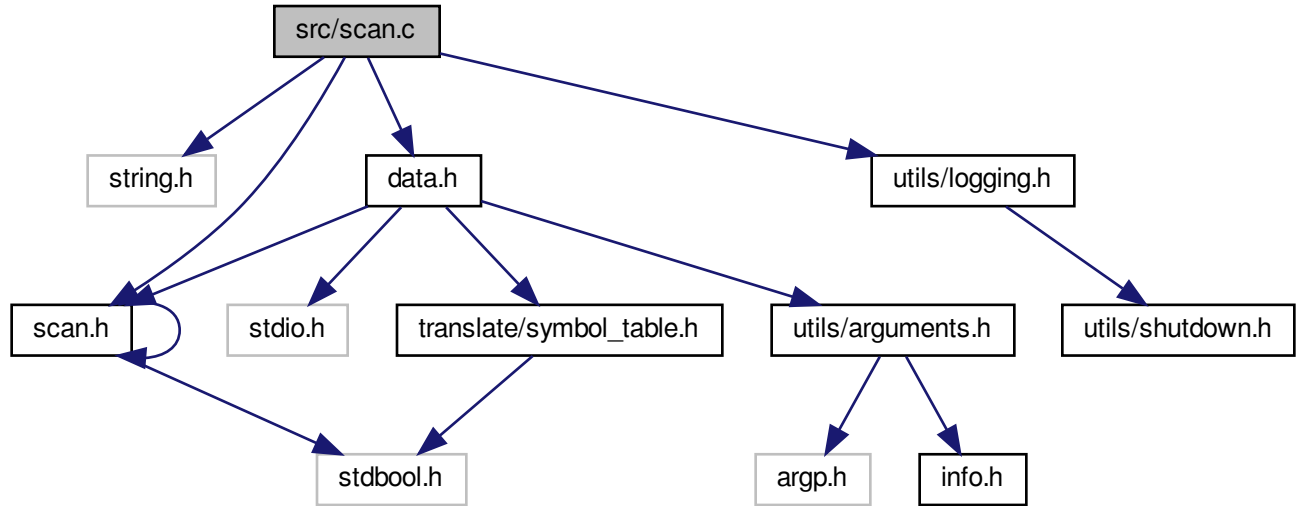 src/scan.c
string.h
data.h
utils/logging.h
scan.h
stdio.h
translate/symbol_table.h
utils/arguments.h
utils/shutdown.h
stdbool.h
argp.h
info.h